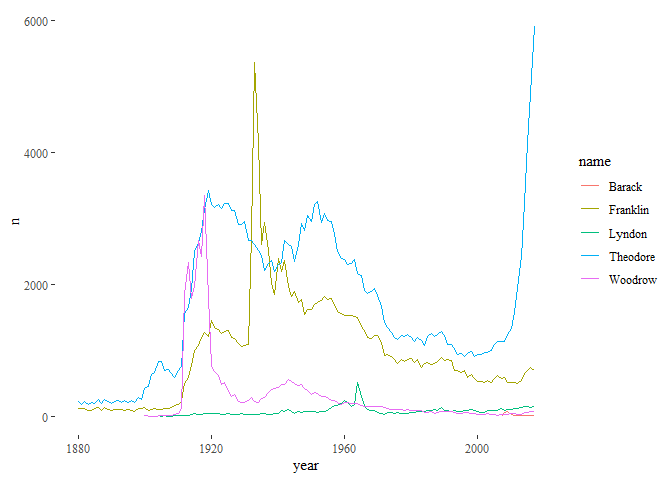 6000
4000
2000
0
n
1880
1920
1960
2000
year
name
Barack
Franklin
Lyndon
Theodore
Woodrow